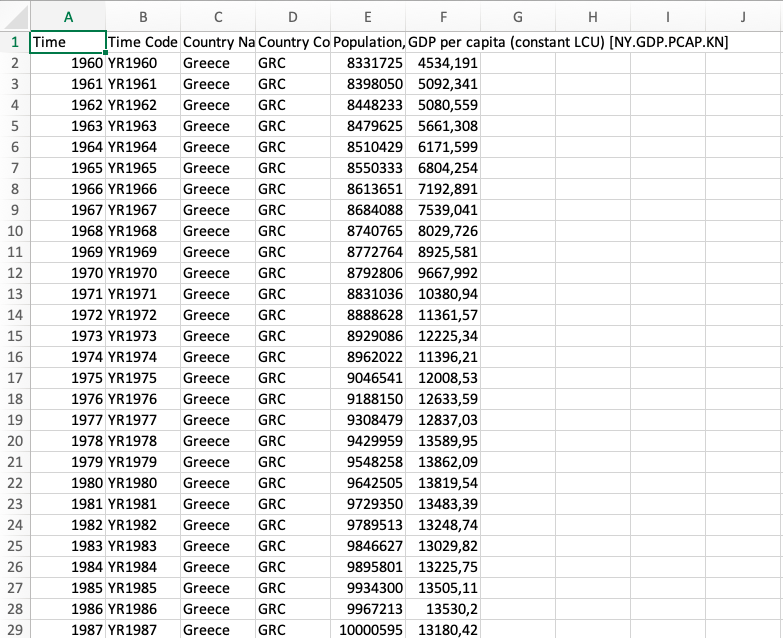 A B C D E F G H I J
1 Time Time Code Country Na Country Co Population, GDP per capita (constant LCU) [NY.GDP.PCAP.KN]
2 1960 YR1960 Greece GRC 8331725 4534,191
3 1961 YR1961 Greece GRC 8398050 5092,341
4 1962 YR1962 Greece GRC 8448233 5080,559
5 1963 YR1963 Greece GRC 8479625 5661,308
6 1964 YR1964 Greece GRC 8510429 6171,599
7 1965 YR1965 Greece GRC 8550333 6804,254
8 1966 YR1966 Greece GRC 8613651 7192,891
9 1967 YR1967 Greece GRC 8684088 7539,041
10 1968 YR1968 Greece GRC 8740765 8029,726
11 1969 YR1969 Greece GRC 8772764 8925,581
12 1970 YR1970 Greece GRC 8792806 9667,992
13 1971 YR1971 Greece GRC 8831036 10380,94
14 1972 YR1972 Greece GRC 8888628 11361,57
15 1973 YR1973 Greece GRC 8929086 12225,34
16 1974 YR1974 Greece GRC 8962022 11396,21
17 1975 YR1975 Greece GRC 9046541 12008,53
18 1976 YR1976 Greece GRC 9188150 12633,59
19 1977 YR1977 Greece GRC 9308479 12837,03
20 1978 YR1978 Greece GRC 9429959 13589,95
21 1979 YR1979 Greece GRC 9548258 13862,09
22 1980 YR1980 Greece GRC 9642505 13819,54
23 1981 YR1981 Greece GRC 9729350 13483,39
24 1982 YR1982 Greece GRC 9789513 13248,74
25 1983 YR1983 Greece GRC 9846627 13029,82
26 1984 YR1984 Greece GRC 9895801 13225,75
27 1985 YR1985 Greece GRC 9934300 13505,11
28 1986 YR1986 Greece GRC 9967213 13530,2
29 1987 YR1987 Greece GRC 10000595 13180,42